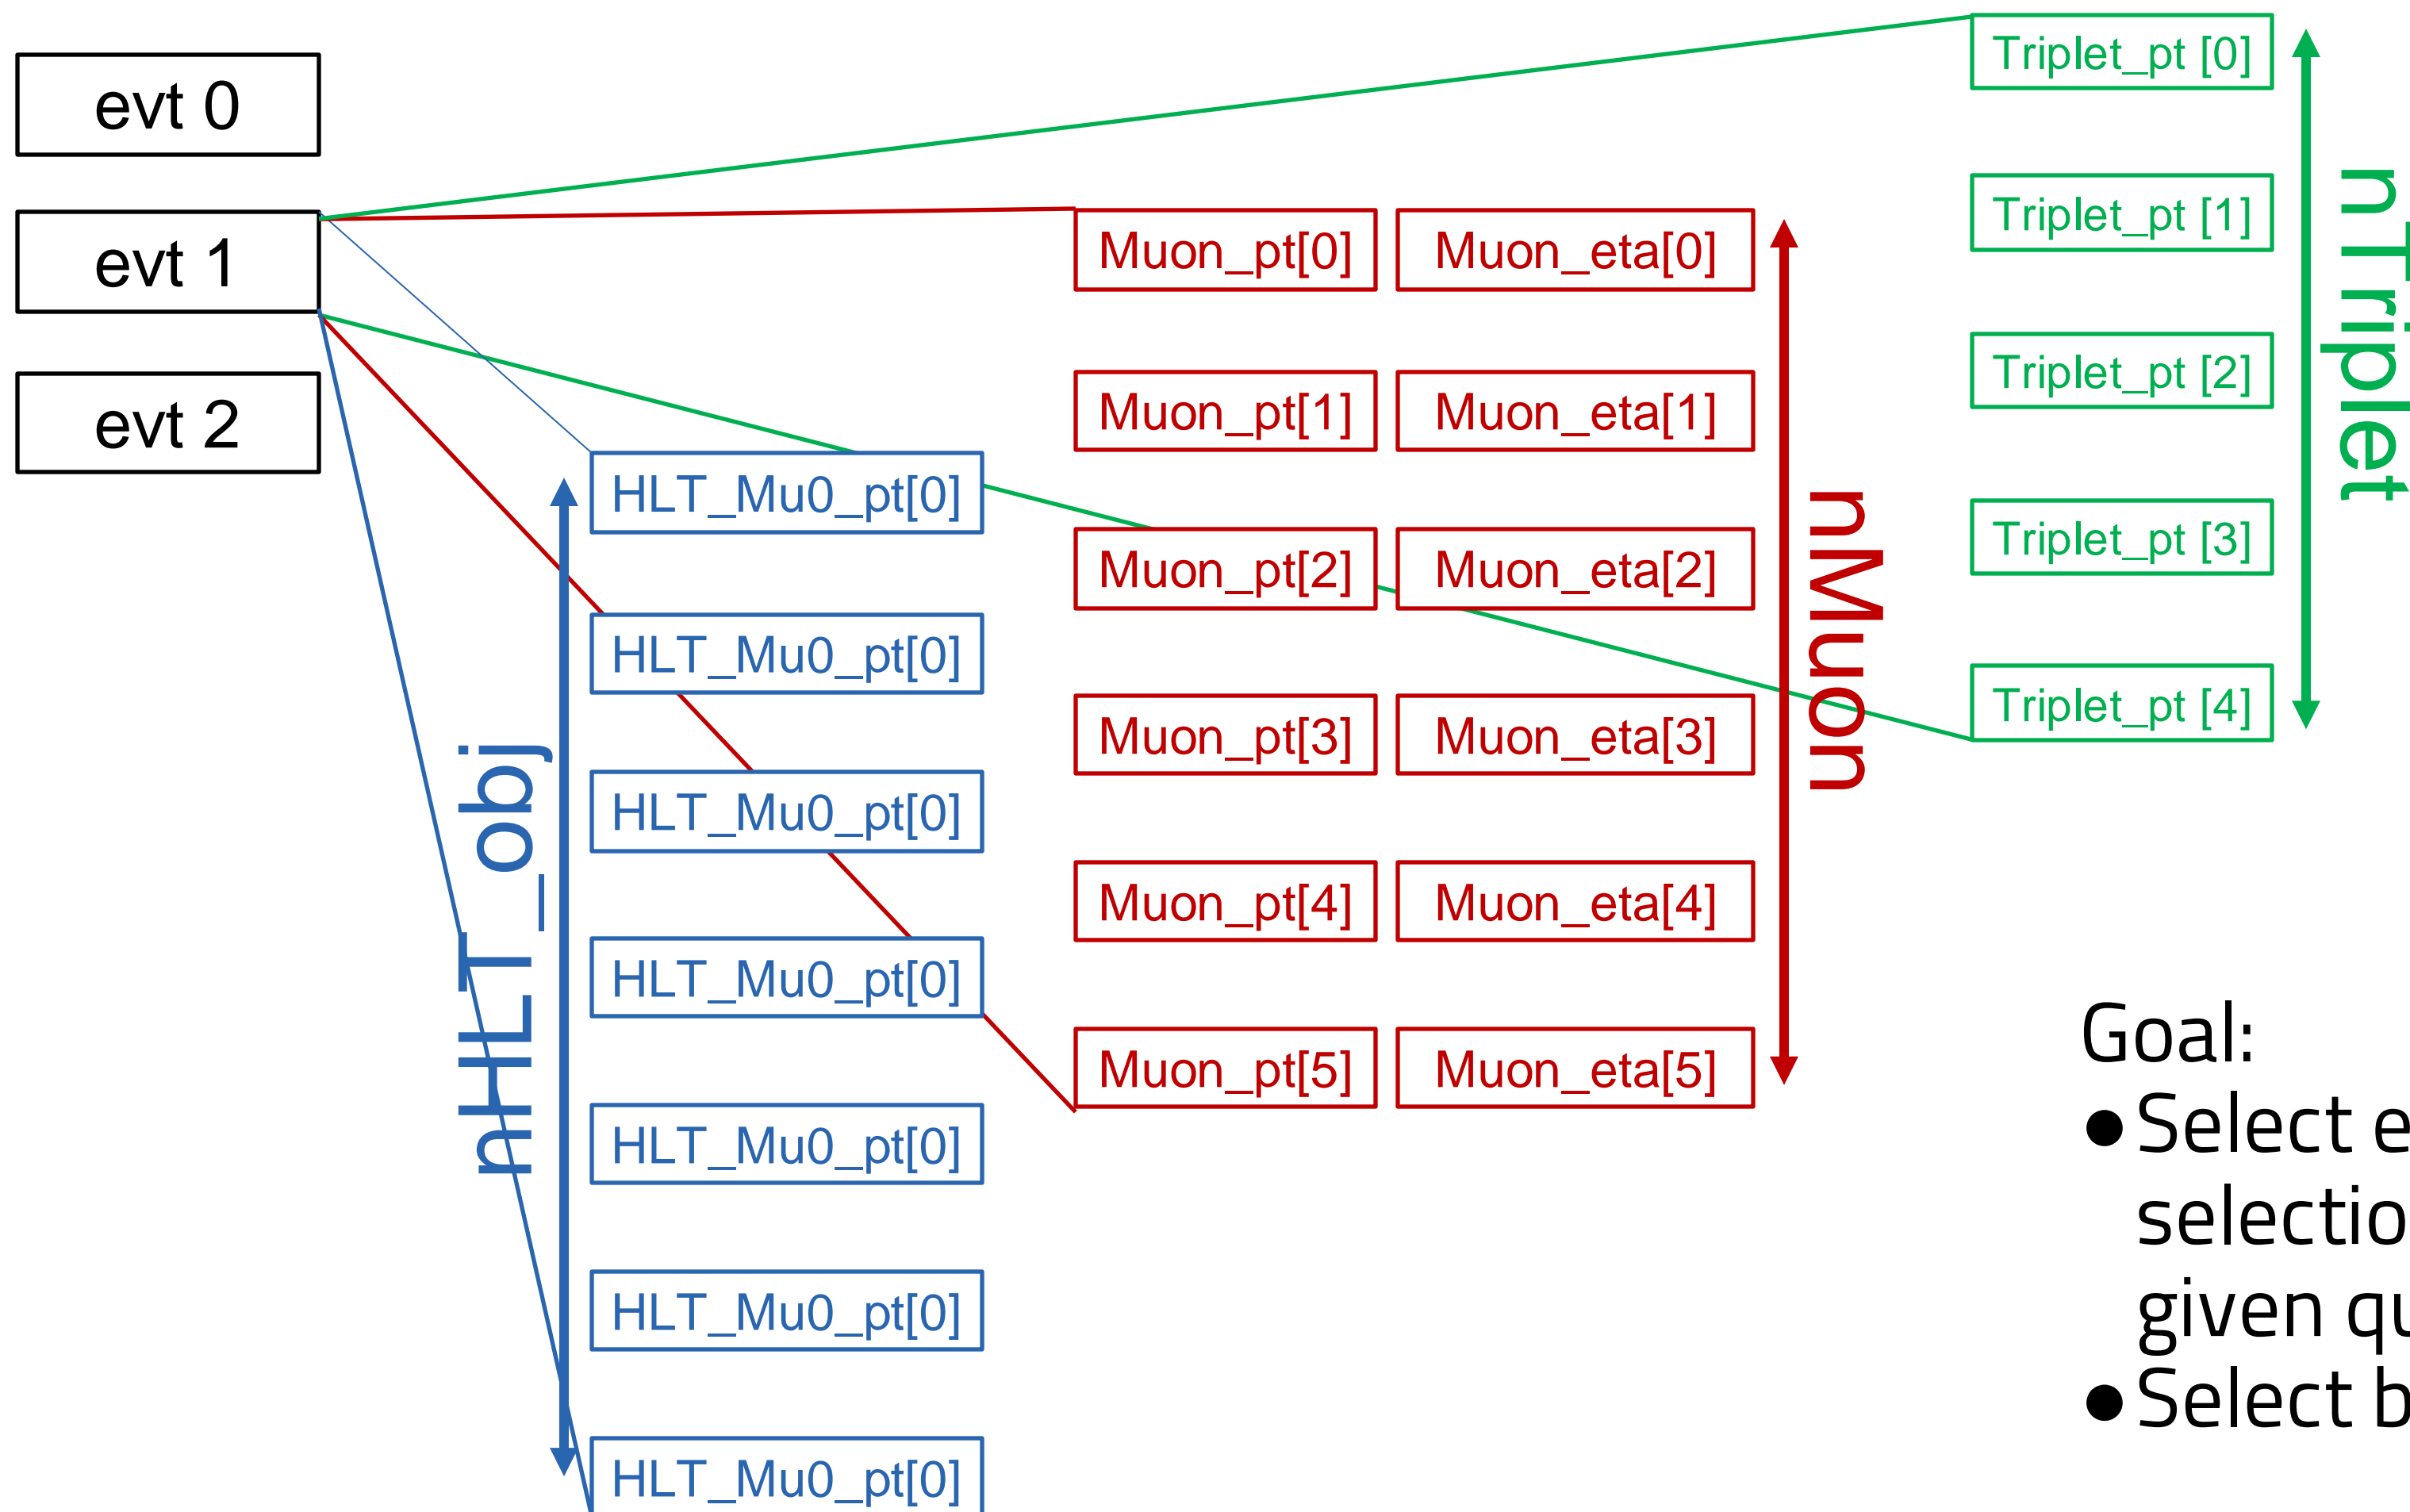 evt 0
evt 1
evt 2
nHLT_obj
HLT_Mu0_pt[0]
HLT_Mu0_pt[0]
HLT_Mu0_pt[0]
HLT_Mu0_pt[0]
HLT_Mu0_pt[0]
HLT_Mu0_pt[0]
HLT_Mu0_pt[0]
Muon_pt[0] Muon_eta[0]
Muon_pt[1] Muon_eta[1]
Muon_pt[2] Muon_eta[2]
Muon_pt[3] Muon_eta[3]
Muon_pt[4] Muon_eta[4]
Muon_pt[5] Muon_eta[5]
nMuon
Triplet_pt [0]
Triplet_pt [1]
Triplet_pt [2]
Triplet_pt [3]
Triplet_pt [4]
nTriplet
Goal:
●Select
given
●Select